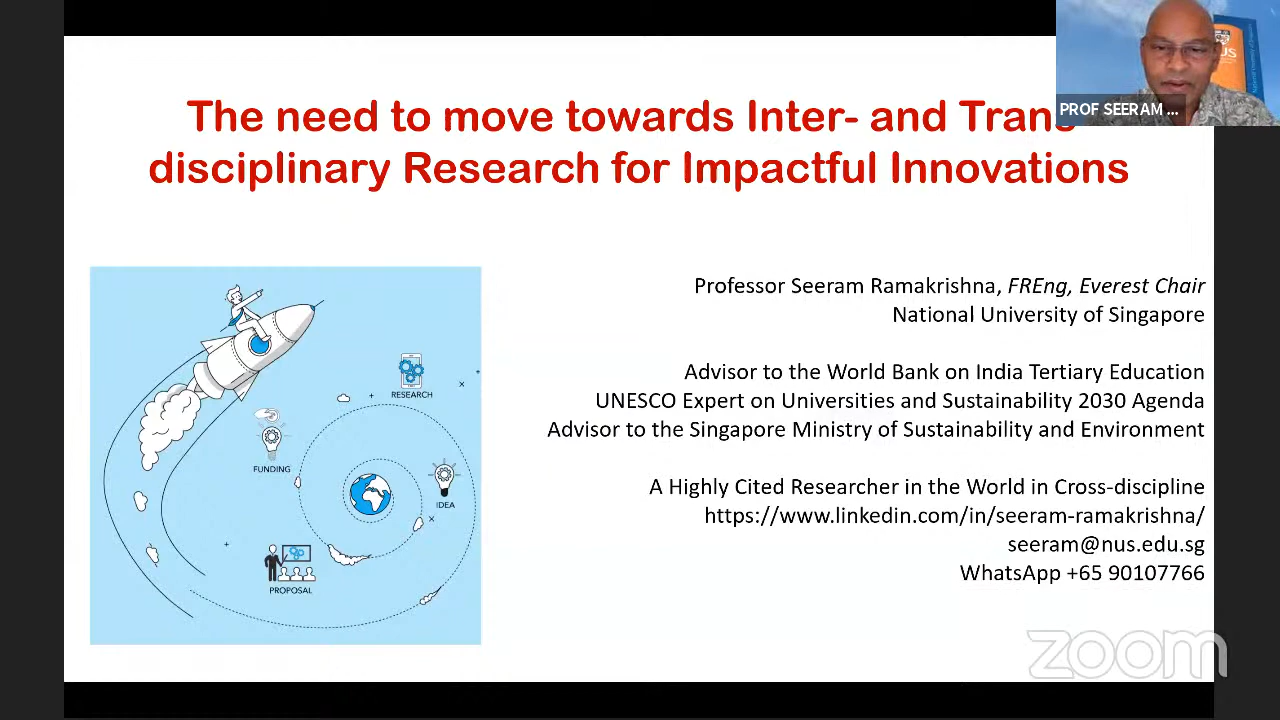 The need to move towards Inter- and Trans-
disciplinary Research for Impactful Innovations
PROF SEERAM ...
US
Professor Seeram Ramakrishna, FREng, Everest Chair
National University of Singapore
Advisor to the World Bank on India Tertiary Education
UNESCO Expert on Universities and Sustainability 2030 Agenda
Advisor to the Singapore Ministry of Sustainability and Environment
A Highly Cited Researcher in the World in Cross-discipline
https://www.linkedin.com/in/seeram-ramakrishna/
seeram@nus.edu.sg
WhatsApp +65 90107766
RESEARCH
FUNDING
IDEA
PROPOSAL
zoom